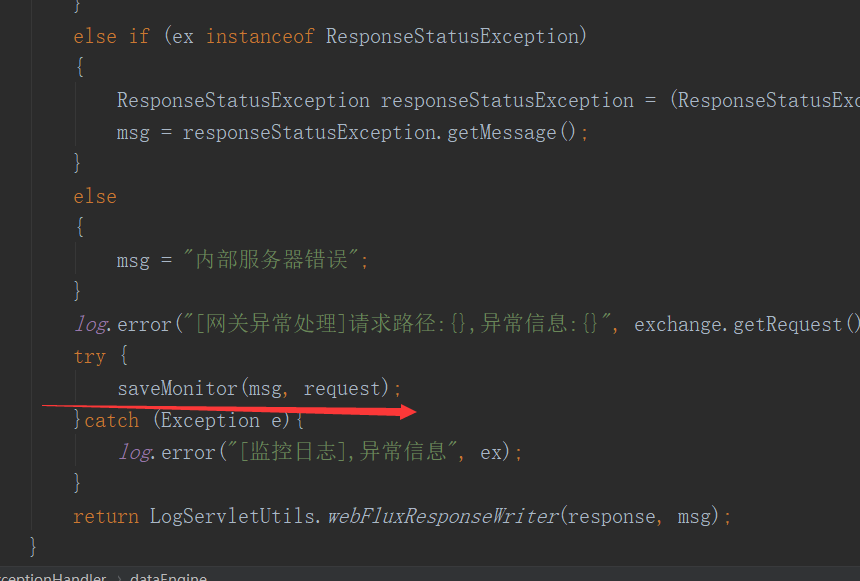 }
else if (ex instanceof ResponseStatusException)
{
ResponseStatusException responseStatusException = (ResponseStatusExc
msg = responseStatusException.getMessage();
}
else
{
msg = "内部服务器错误";
}
log.error("[网关异常处理]请求路径:{},异常信息:{}", exchange.getRequest()
try {
saveMonitor(msg, request);
}catch (Exception e){
log.error("[监控日志],异常信息", ex);
}
return LogServletUtils.webFluxResponseWriter(response, msg);
}
ceptionHandler › dataEngine